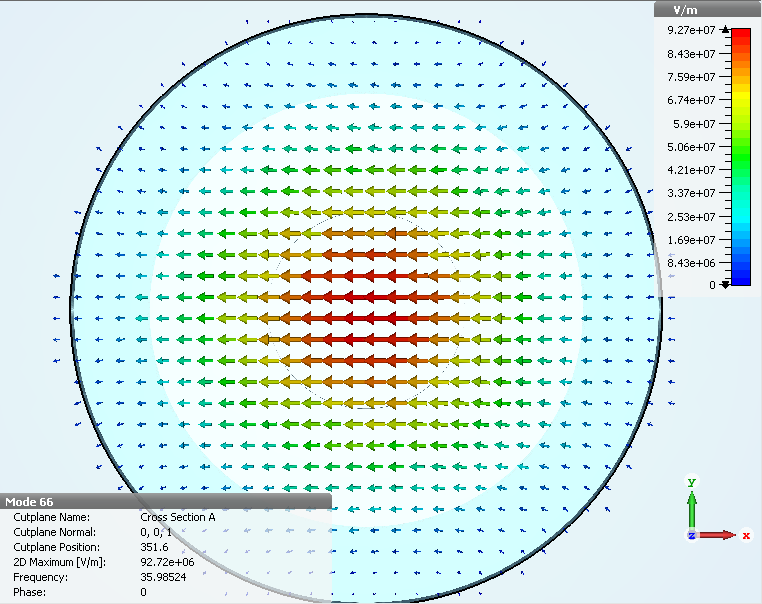 V/m
9.27e+07
8.43e+07
7.59e+07
6.74e+07
5.9e+07
5.06e+07
4.21e+07
3.37e+07
2.53e+07
1.69e+07
8.43e+06
0
y
z
x
Mode 66
Cutplane Name: Cross Section A
Cutplane Normal: 0, 0, 1
Cutplane Position: 351.6
2D Maximum [V/m]: 92.72e+06
Frequency: 35.98524
Phase: 0